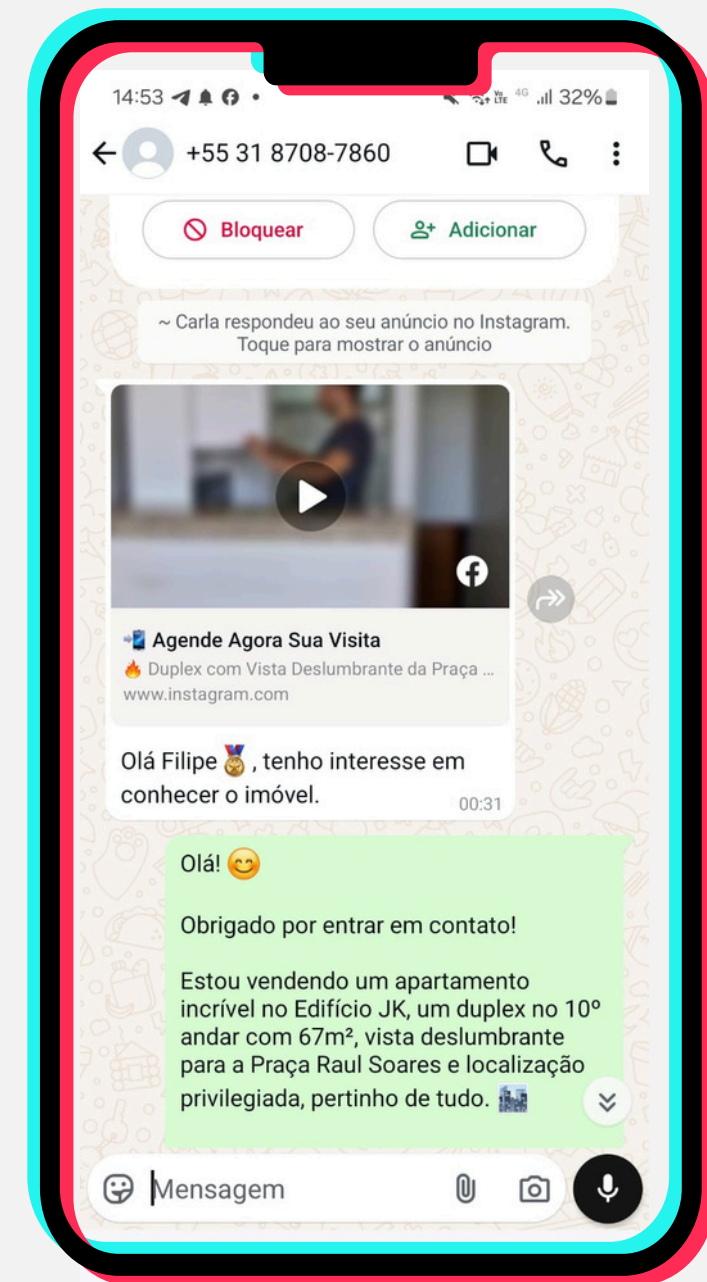 14:53
Vo LTE 4G 32%
+55 31 8708-7860
Bloquear
Adicionar
~ Carla respondeu ao seu anúncio no Instagram.
Toque para mostrar o anúncio
📲 Agende Agora Sua Visita
🔥 Duplex com Vista Deslumbrante da Praça ...
www.instagram.com
Olá Filipe 🏅, tenho interesse em
conhecer o imóvel.
00:31
Olá! 😊
Obrigado por entrar em contato!
Estou vendendo um apartamento
incrível no Edifício JK, um duplex no 10º
andar com 67m², vista deslumbrante
para a Praça Raul Soares e localização
privilegiada, pertinho de tudo. 🏙️
Mensagem